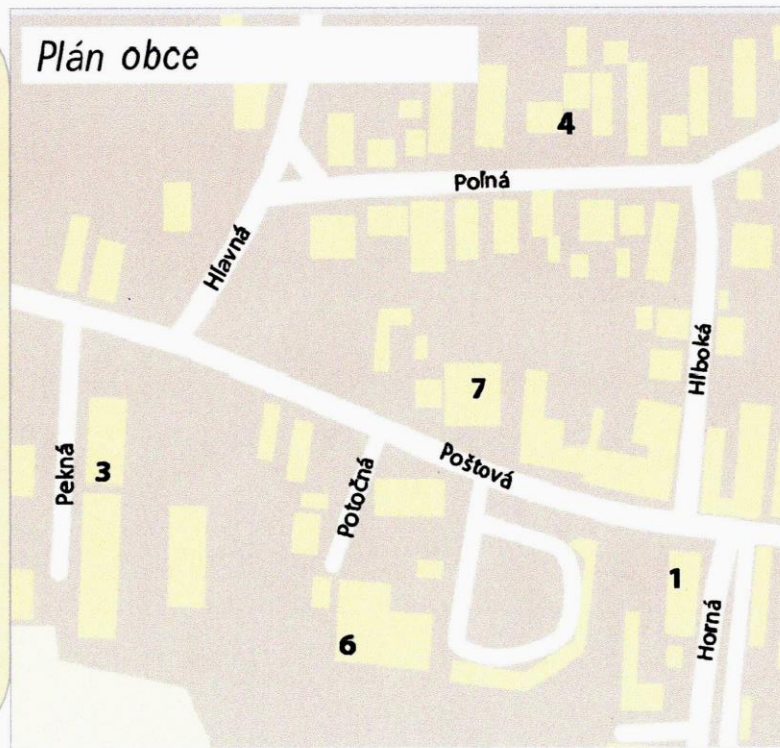 Plán obce
4
Poľná
Hlavná
Hlboká
7
Pekná
3
Potočná
Poštová
1
Horná
6